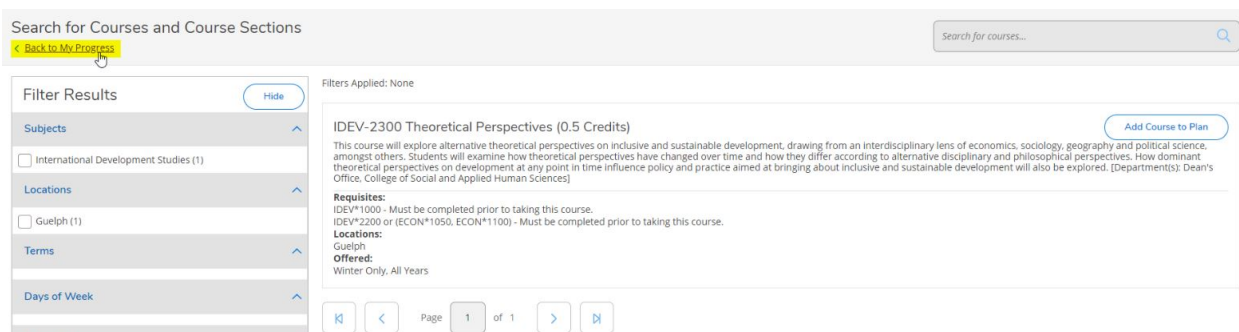 Search for Courses and Course Sections
< Back to My Progress
Search for courses...
Filter Results
Hide
Subjects
International Development Studies (1)
Locations
Guelph (1)
Terms
Days of Week
Filters Applied: None
IDEV-2300 Theoretical Perspectives (0.5 Credits)
Add Course to Plan
This course will explore alternative theoretical perspectives on inclusive and sustainable development, drawing from an interdisciplinary lens of economics, sociology, geography and political science,
amongst others. Students will examine how theoretical perspectives have changed over time and how they differ according to alternative disciplinary and philosophical perspectives. How dominant
theoretical perspectives on development at any point in time influence policy and practice aimed at bringing about inclusive and sustainable development will also be explored. [Department(s): Dean's
Office, College of Social and Applied Human Sciences]
Requisites:
IDEV*1000 - Must be completed prior to taking this course.
IDEV*2200 or (ECON*1050, ECON*1100) - Must be completed prior to taking this course.
Locations:
Guelph
Offered:
Winter Only, All Years
Page 1 of 1